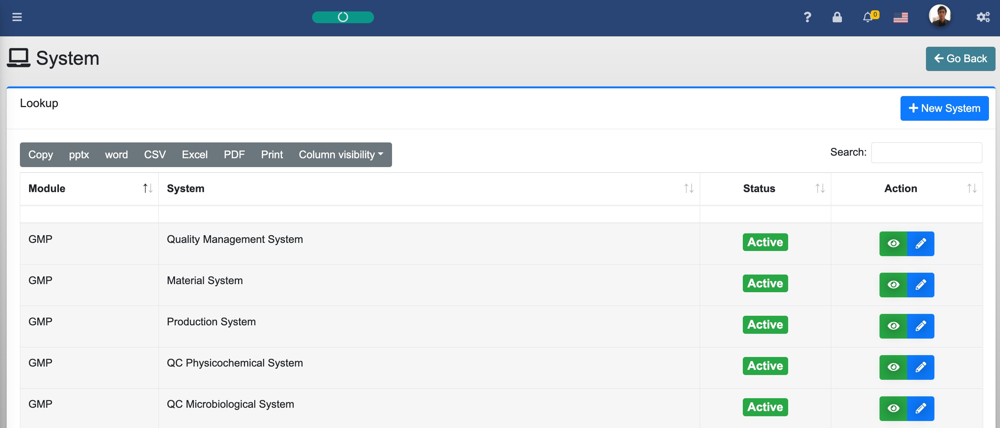 0
System
Go Back
Lookup
New System
Copy pptx word CSV Excel PDF Print Column visibility
Search:
Module System Status Action
GMP Quality Management System Active
GMP Material System Active
GMP Production System Active
GMP QC Physicochemical System Active
GMP QC Microbiological System Active